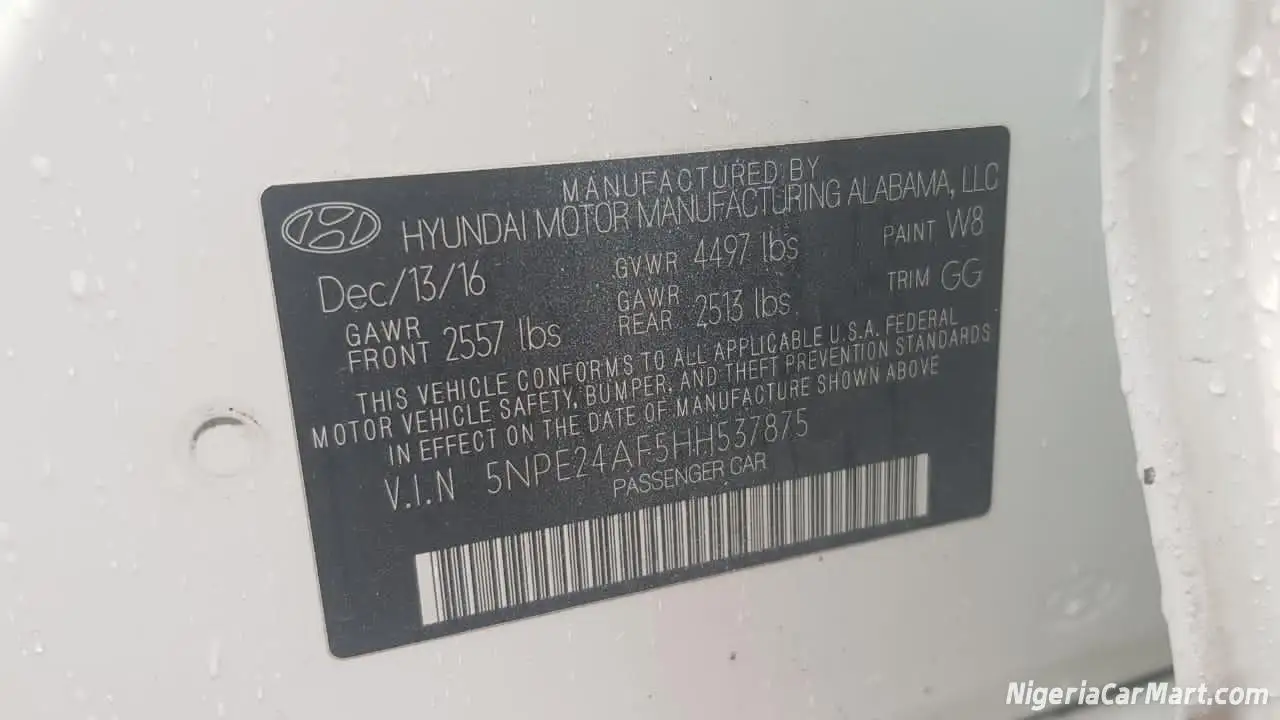 MANUFACTURED BY
HYUNDAI MOTOR MANUFACTURING ALABAMA, LLC
Dec/13/16 GVWR 4497 lbs PAINT W8
GAWR FRONT 2557 lbs GAWR REAR 2513 lbs TRIM GG
THIS VEHICLE CONFORMS TO ALL APPLICABLE U.S.A. FEDERAL
MOTOR VEHICLE SAFETY, BUMPER, AND THEFT PREVENTION STANDARDS
IN EFFECT ON THE DATE OF MANUFACTURE SHOWN ABOVE
V.I.N 5NPE24AF5HH537875
PASSENGER CAR
NigeriaCarMart.com